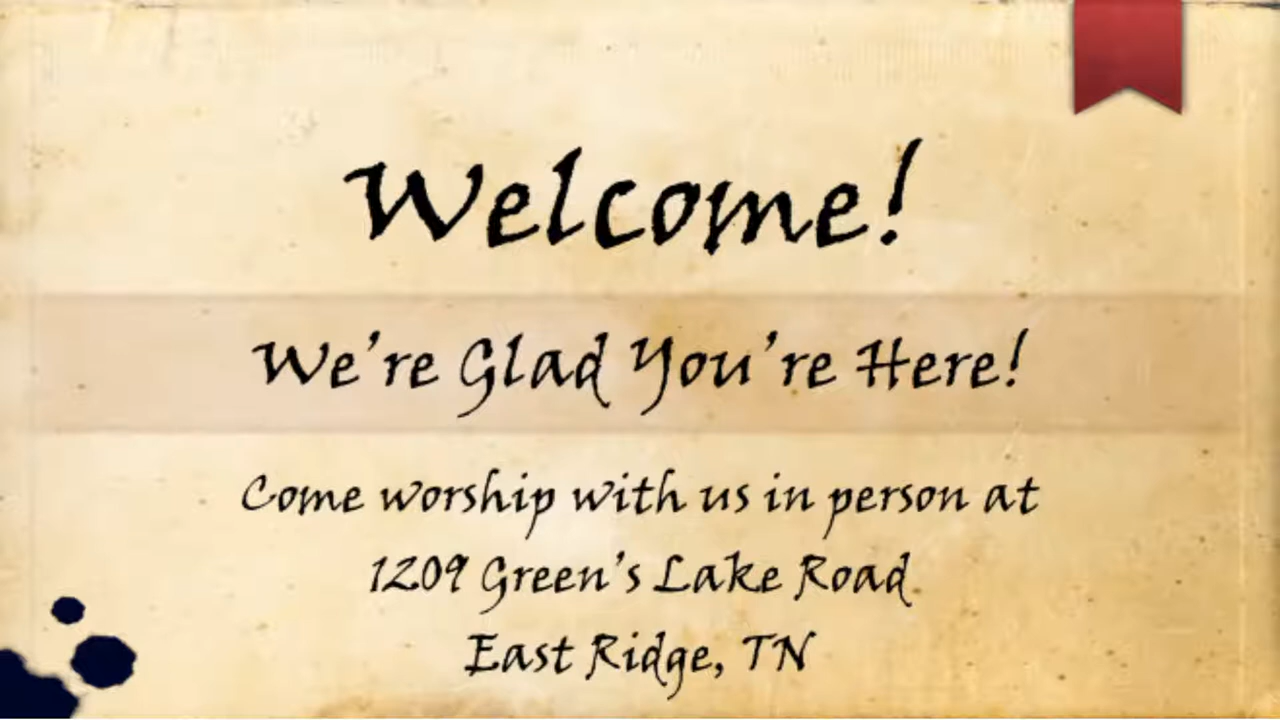 Welcome!
We're Glad You're Here!
Come worship with us in person at
1209 Green's Lake Road
East Ridge, TN